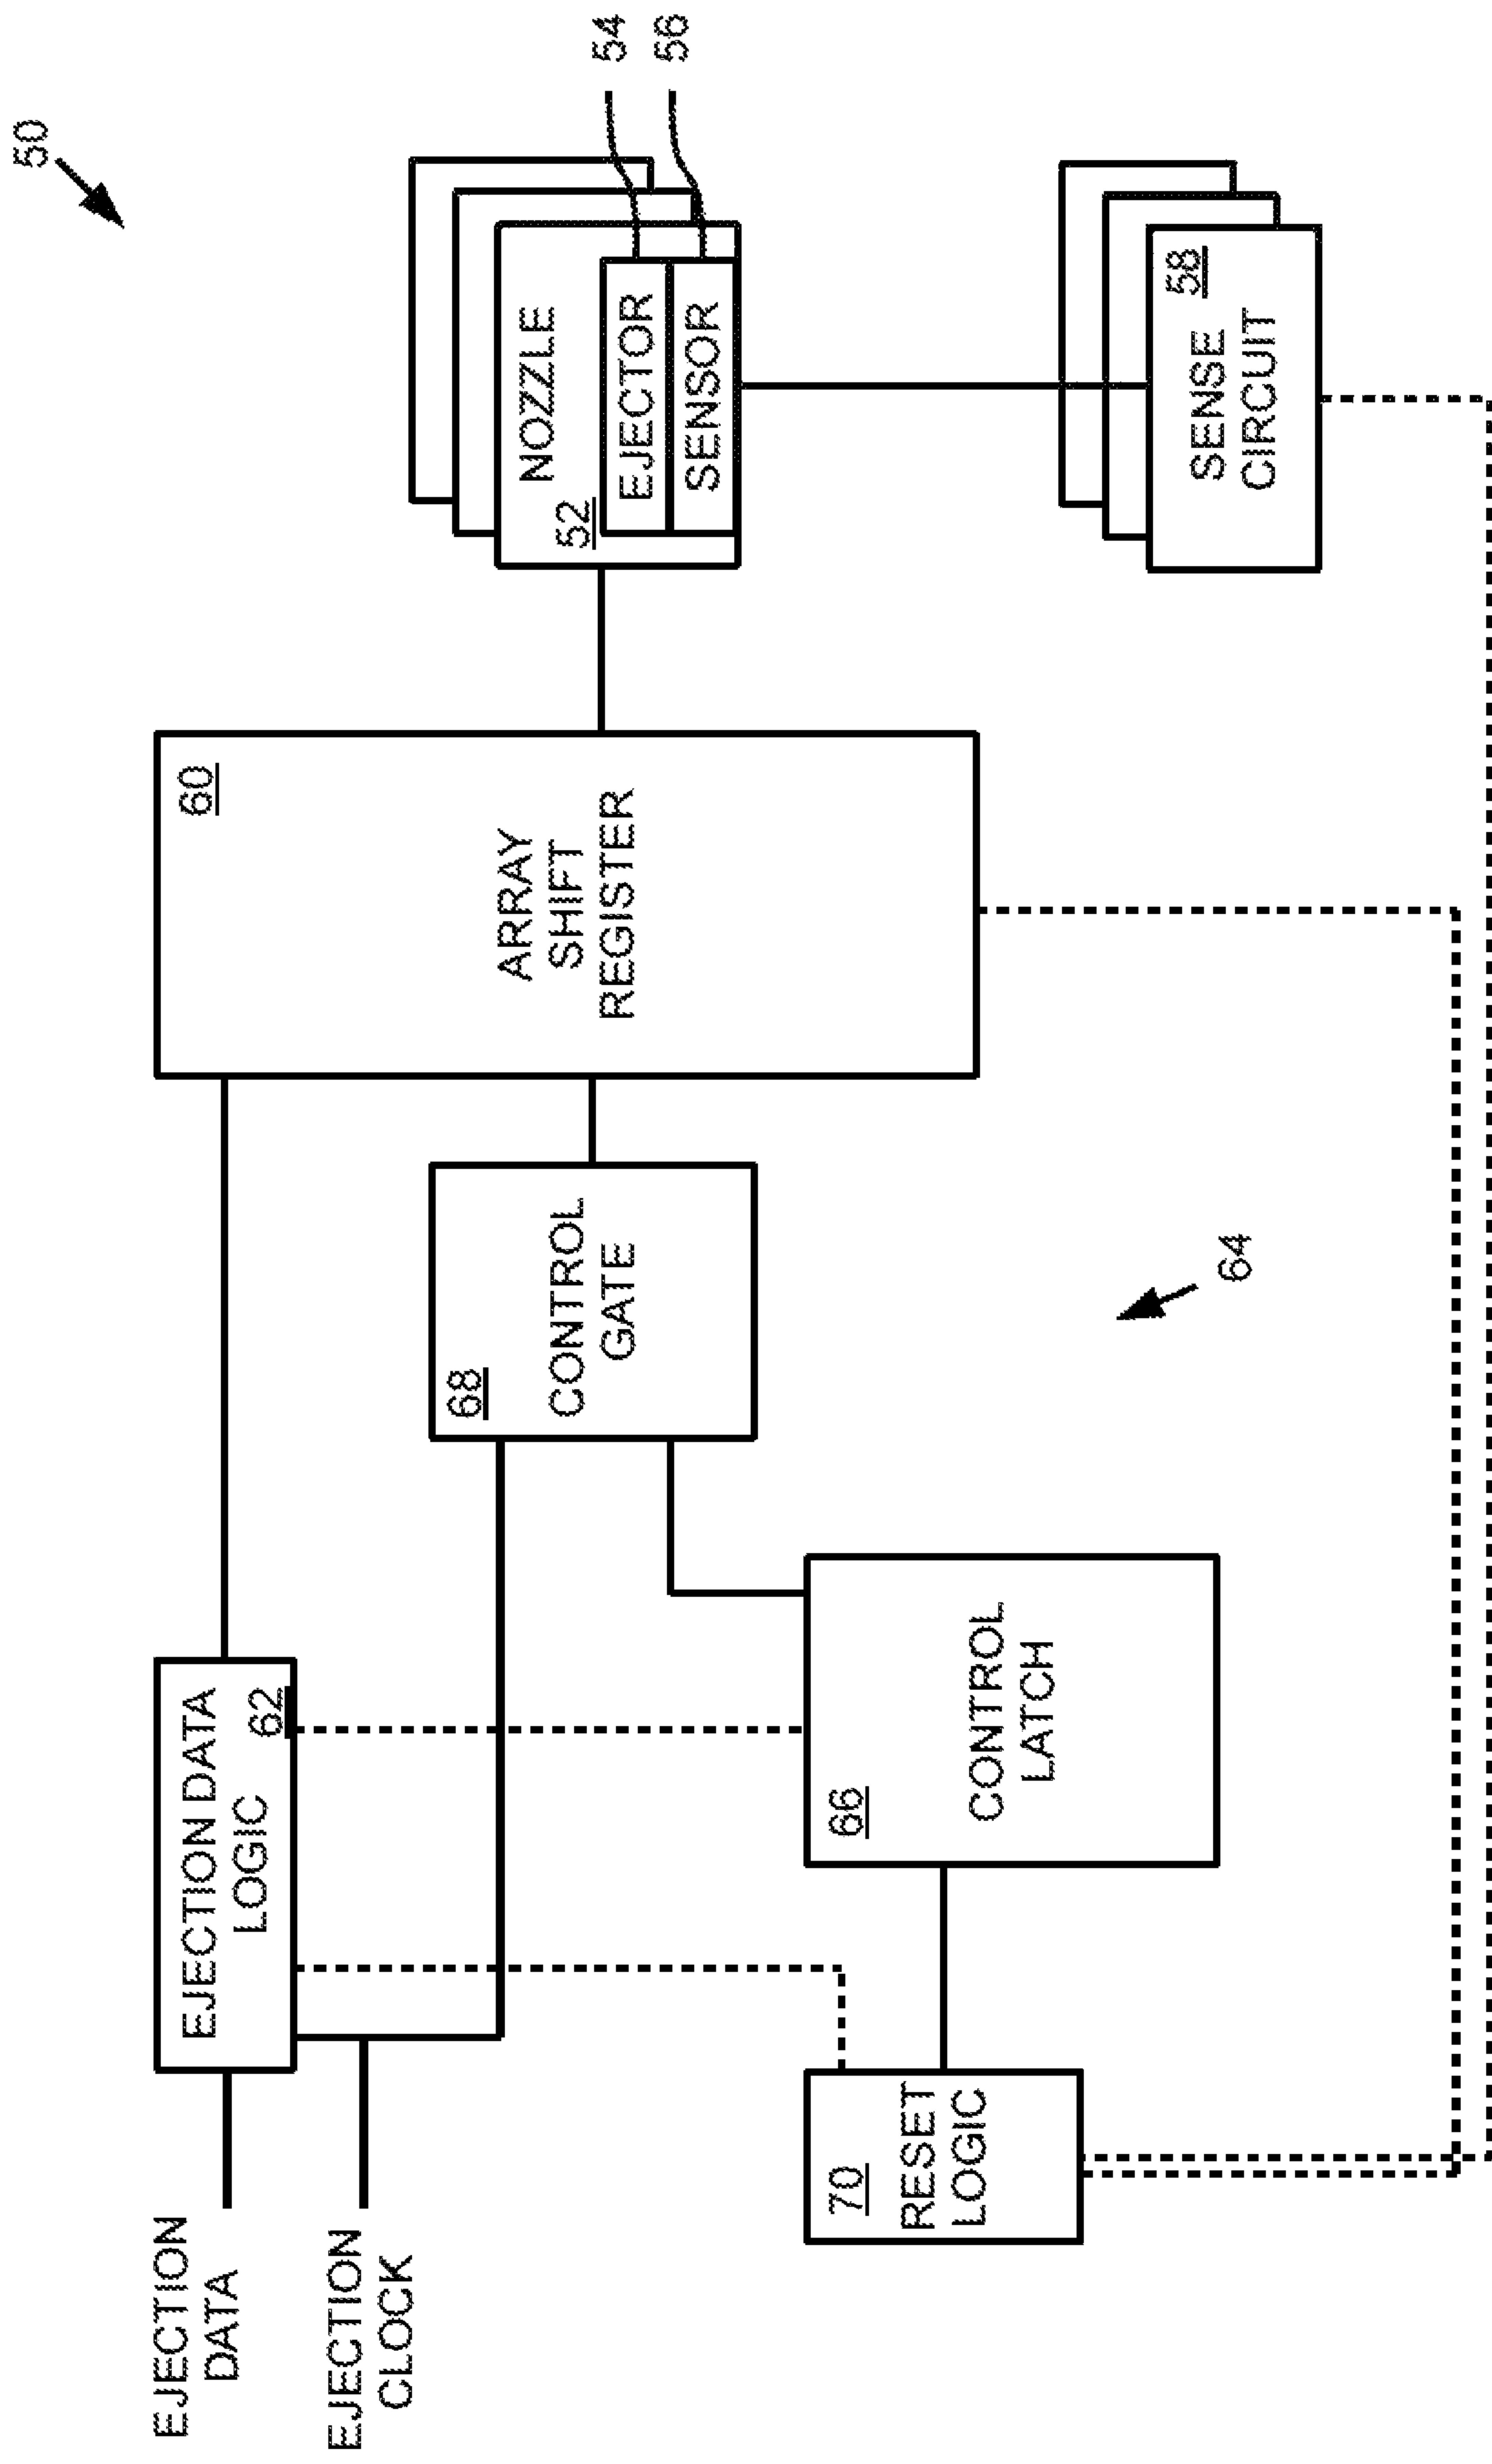 50
EJECTION
DATA
EJECTION
CLOCK
EJECTION DATA
LOGIC
62
60
ARRAY
SHIFT
REGISTER
68
CONTROL
GATE
NOZZLE
52
EJECTOR
SENSOR
54
56
70
RESET
LOGIC
66
CONTROL
LATCH
64
58
SENSE
CIRCUIT